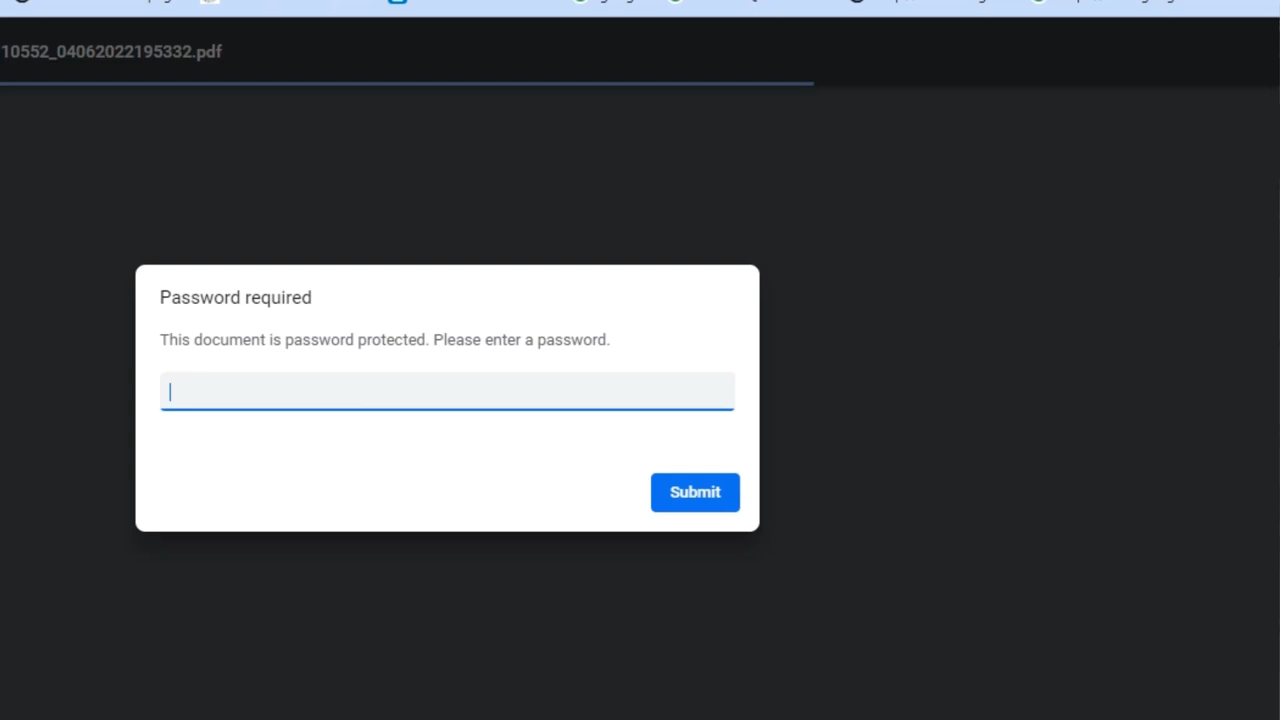 10552_04062022195332.pdf
Password required
This document is password protected. Please enter a password.
Submit